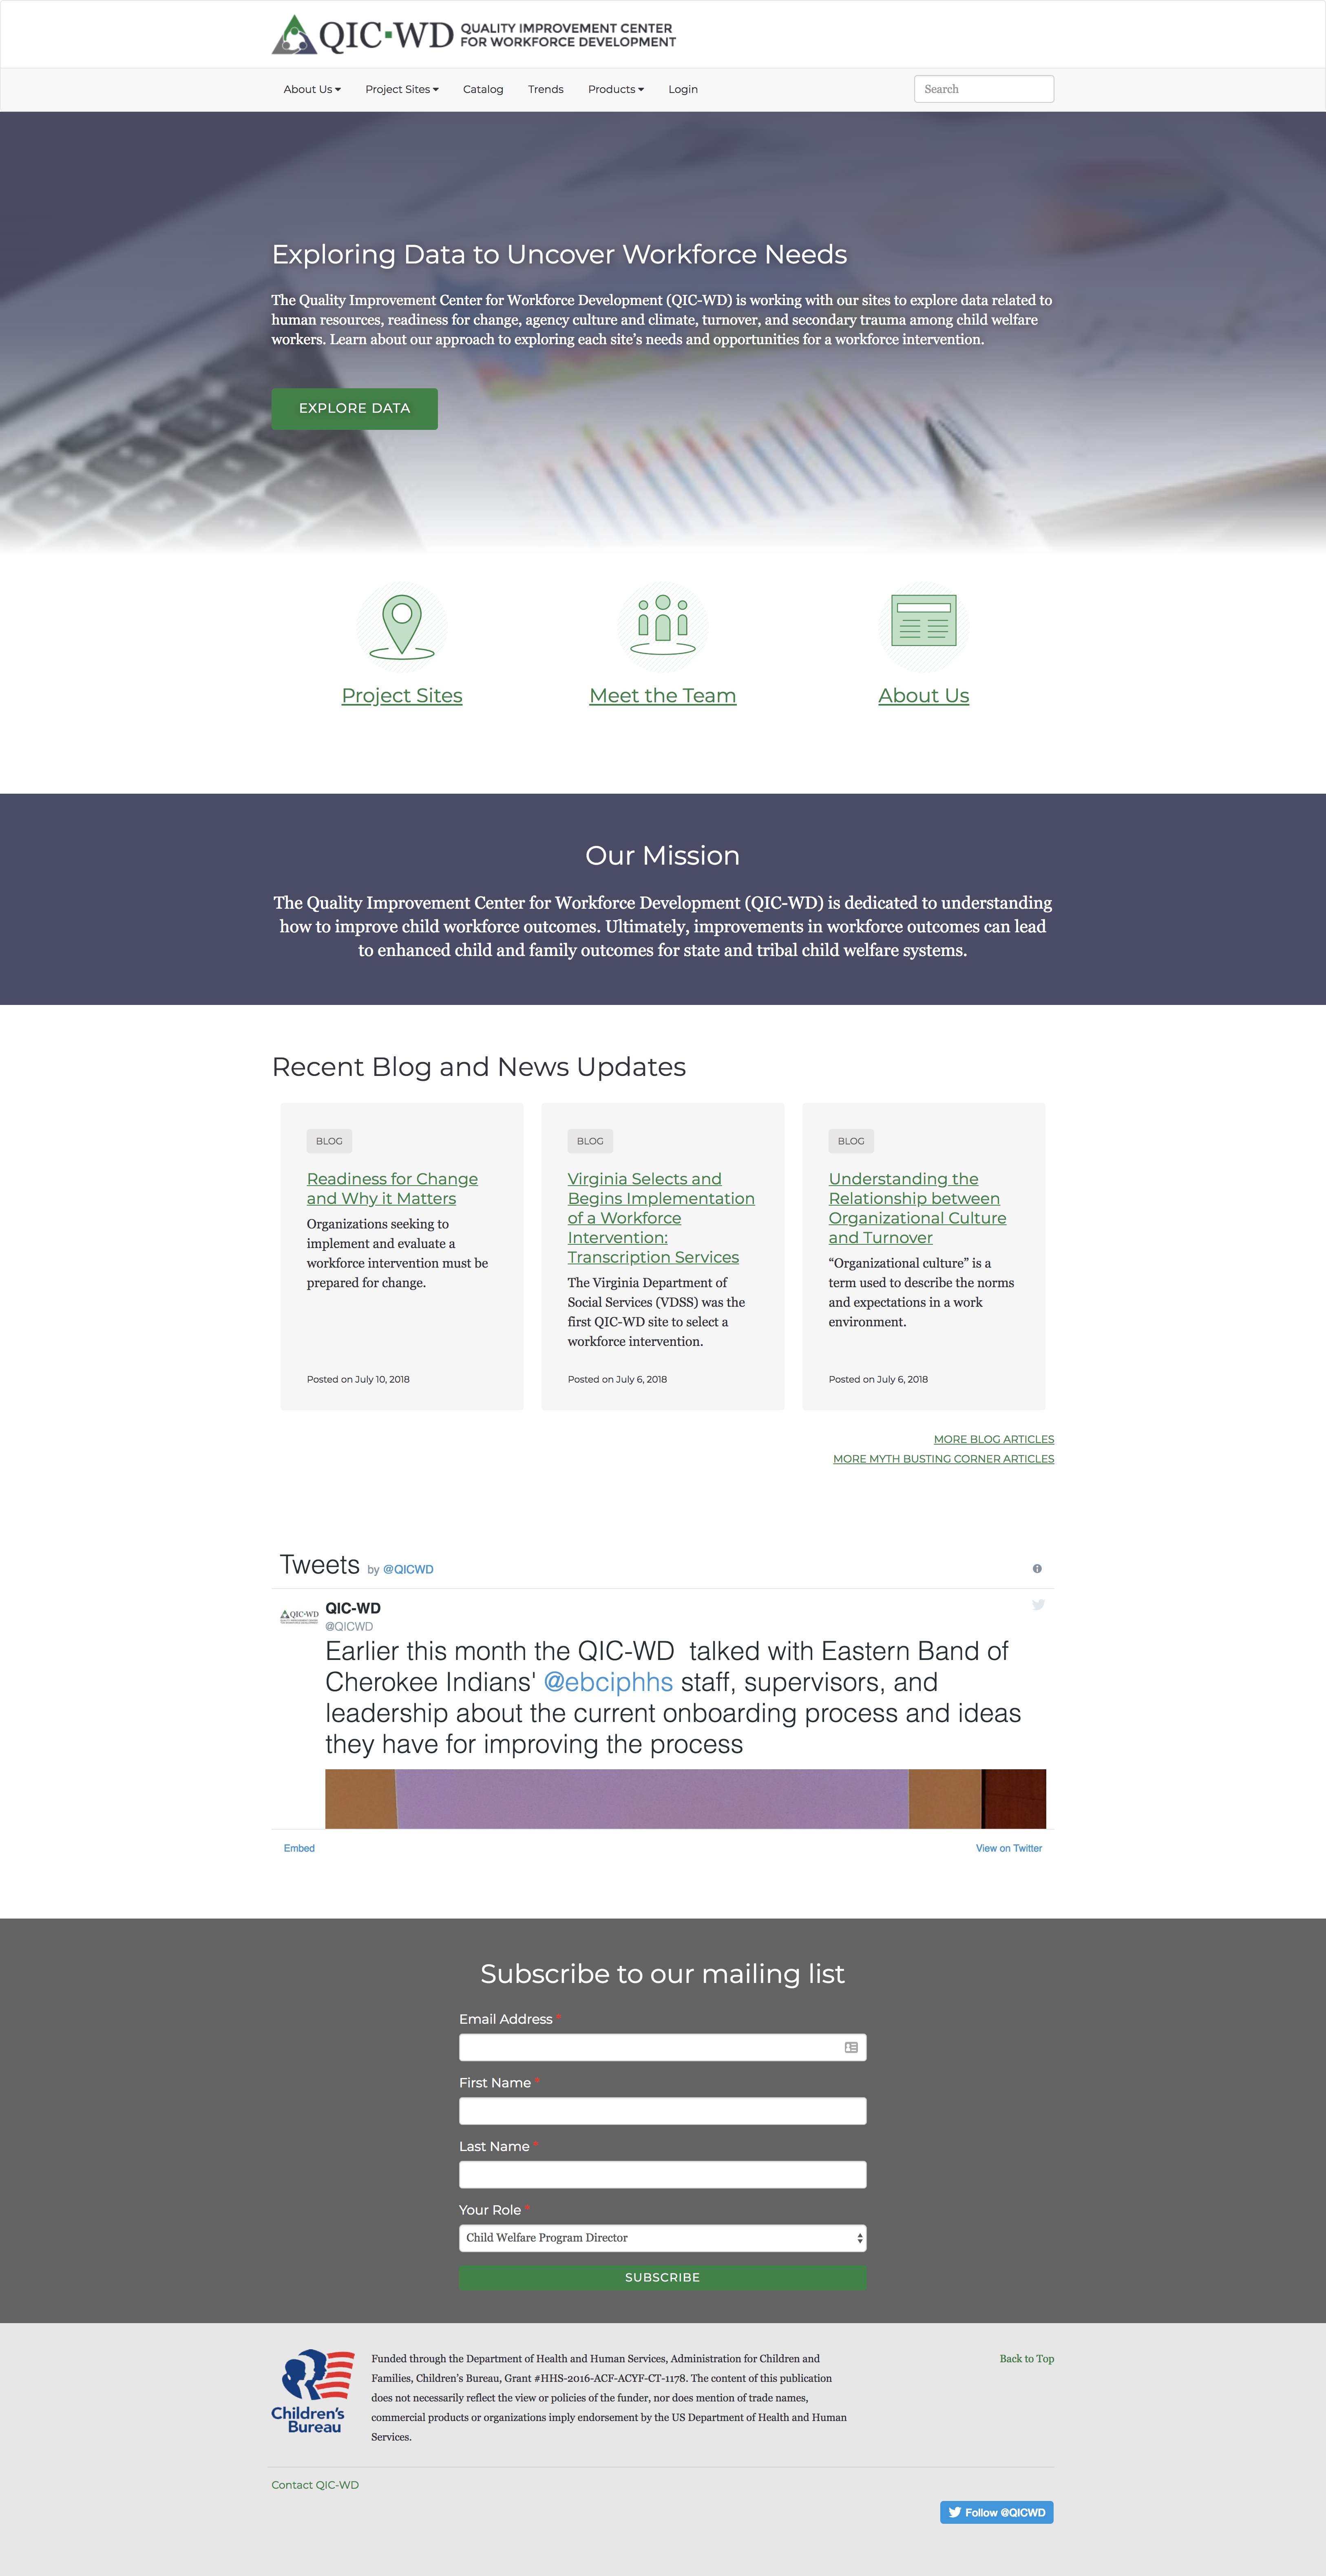 QIC-WD QUALITY IMPROVEMENT CENTER
FOR WORKFORCE DEVELOPMENT
About Us Project Sites Catalog Trends Products Login Search
Exploring Data to Uncover Workforce Needs
The Quality Improvement Center for Workforce Development (QIC-WD) is working with our sites to explore data related to
human resources, readiness for change, agency culture and climate, turnover, and secondary trauma among child welfare
workers. Learn about our approach to exploring each site’s needs and opportunities for a workforce intervention.
EXPLORE DATA
Project Sites Meet the Team About Us
Our Mission
The Quality Improvement Center for Workforce Development (QIC-WD) is dedicated to understanding
how to improve child workforce outcomes. Ultimately, improvements in workforce outcomes can lead
to enhanced child and family outcomes for state and tribal child welfare systems.
Recent Blog and News Updates
BLOG
Readiness for Change
and Why it Matters
Organizations seeking to
implement and evaluate a
workforce intervention must be
prepared for change.
Posted on July 10, 2018
BLOG
Virginia Selects and
Begins Implementation
of a Workforce
Intervention:
Transcription Services
The Virginia Department of
Social Services (VDSS) was the
first QIC-WD site to select a
workforce intervention.
Posted on July 6, 2018
BLOG
Understanding the
Relationship between
Organizational Culture
and Turnover
“Organizational culture” is a
term used to describe the norms
and expectations in a work
environment.
Posted on July 6, 2018
MORE BLOG ARTICLES
MORE MYTH BUSTING CORNER ARTICLES
Tweets by @QICWD
QIC-WD
QIC-WD
@QICWD
Earlier this month the QIC-WD talked with Eastern Band of
Cherokee Indians' @ebciphhs staff, supervisors, and
leadership about the current onboarding process and ideas
they have for improving the process
Embed View on Twitter
Subscribe to our mailing list
Email Address *
First Name *
Last Name *
Your Role *
Child Welfare Program Director
SUBSCRIBE
Children's
Bureau
Funded through the Department of Health and Human Services, Administration for Children and
Families, Children’s Bureau, Grant #HHS-2016-ACF-ACYF-CT-1178. The content of this publication
does not necessarily reflect the view or policies of the funder, nor does mention of trade names,
commercial products or organizations imply endorsement by the US Department of Health and Human
Services.
Back to Top
Contact QIC-WD
Follow @QICWD